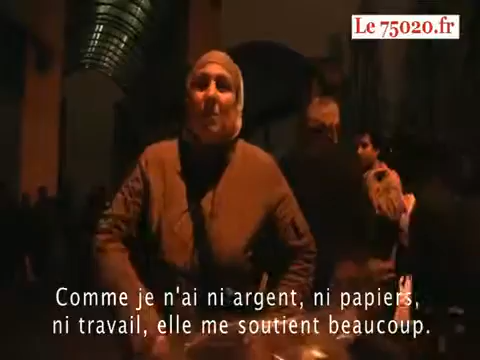 Le 75020.fr
Comme je n'ai ni argent, ni papiers,
ni travail, elle me soutient beaucoup.